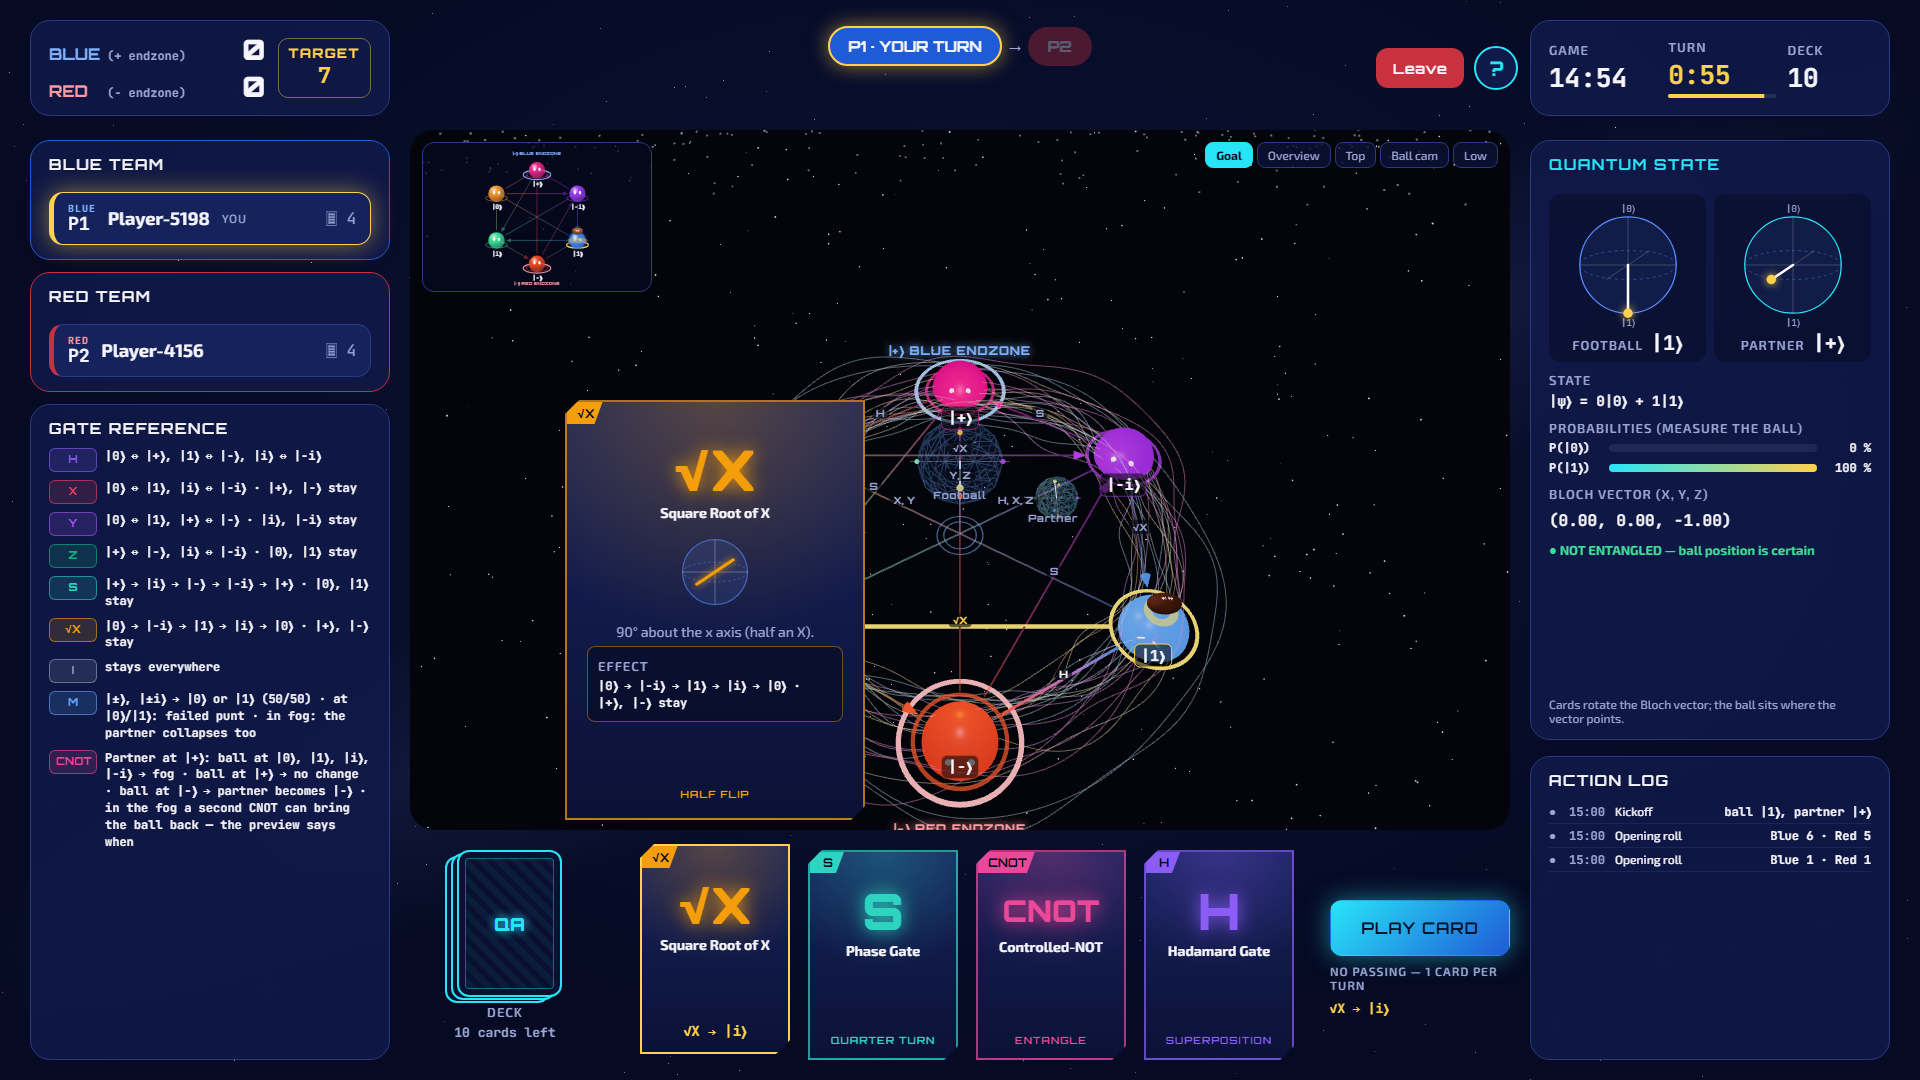 BLUE (+ endzone) 0
RED (- endzone) 0
TARGET
7
P1 · YOUR TURN → P2
Leave
?
GAME
14:54
TURN
0:55
DECK
10
BLUE TEAM
BLUE
P1 Player-5198 YOU 4
RED TEAM
RED
P2 Player-4156 4
GATE REFERENCE
H |0⟩ ↔ |+⟩, |1⟩ ↔ |-⟩, |i⟩ ↔ |-i⟩
X |0⟩ ↔ |1⟩, |i⟩ ↔ |-i⟩ · |+⟩, |-⟩ stay
Y |0⟩ ↔ |1⟩, |+⟩ ↔ |-⟩ · |i⟩, |-i⟩ stay
Z |+⟩ ↔ |-⟩, |i⟩ ↔ |-i⟩ · |0⟩, |1⟩ stay
S |+⟩ → |i⟩ → |-⟩ → |-i⟩ → |+⟩ · |0⟩, |1⟩
stay
√X |0⟩ → |-i⟩ → |1⟩ → |i⟩ → |0⟩ · |+⟩, |-⟩
stay
I stays everywhere
M |±⟩, |±i⟩ → |0⟩ or |1⟩ (50/50) · at
|0⟩/|1⟩: failed punt · in fog: the
partner collapses too
CNOT Partner at |+⟩: ball at |0⟩, |1⟩, |i⟩,
|-i⟩ → fog · ball at |+⟩ → no change
· ball at |-⟩ → partner becomes |-⟩ ·
in the fog a second CNOT can bring
the ball back — the preview says
when
|+⟩ BLUE ENDZONE
|+⟩
|0⟩
|-i⟩
|i⟩
|1⟩
|-⟩
|-⟩ RED ENDZONE
Goal
Overview
Top
Ball cam
Low
|+⟩ BLUE ENDZONE
|+⟩
H
S
√X
Y, Z
Football
S
X, Y
H, X, Z
Partner
|-i⟩
√X
S
√X
|1⟩
H
|-⟩
|-⟩ RED ENDZONE
√X
√X
Square Root of X
90° about the x axis (half an X).
EFFECT
|0⟩ → |-i⟩ → |1⟩ → |i⟩ → |0⟩ ·
|+⟩, |-⟩ stay
HALF FLIP
QUANTUM STATE
|0⟩
|1⟩
FOOTBALL |1⟩
|0⟩
|1⟩
PARTNER |+⟩
STATE
|ψ⟩ = 0|0⟩ + 1|1⟩
PROBABILITIES (MEASURE THE BALL)
P(|0⟩) 0 %
P(|1⟩) 100 %
BLOCH VECTOR (X, Y, Z)
(0.00, 0.00, -1.00)
● NOT ENTANGLED — ball position is certain
Cards rotate the Bloch vector; the ball sits where the
vector points.
ACTION LOG
● 15:00 Kickoff ball |1⟩, partner |+⟩
● 15:00 Opening roll Blue 6 · Red 5
● 15:00 Opening roll Blue 1 · Red 1
QA
DECK
10 cards left
√X
√X
Square Root of X
√X → |i⟩
S
S
Phase Gate
QUARTER TURN
CNOT
CNOT
Controlled-NOT
ENTANGLE
H
H
Hadamard Gate
SUPERPOSITION
PLAY CARD
NO PASSING — 1 CARD PER
TURN
√X → |i⟩